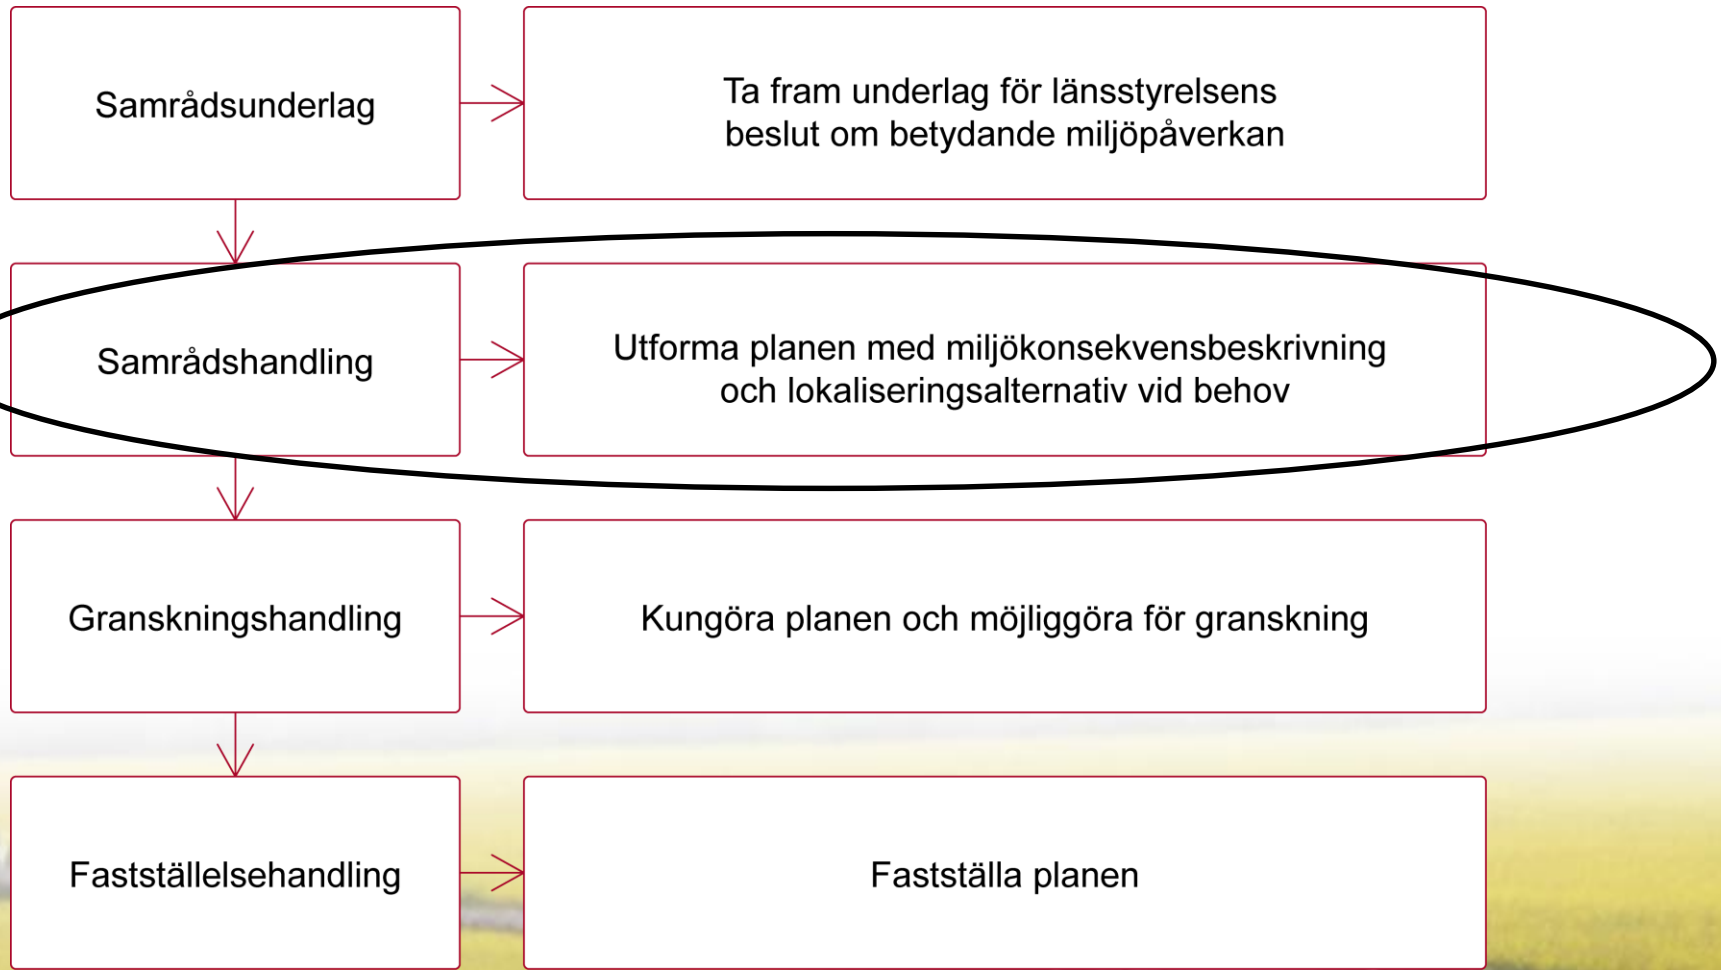 Samrådsunderlag
Ta fram underlag för länsstyrelsens
beslut om betydande miljöpåverkan
Samrådshandling
Utforma planen med miljökonsekvensbeskrivning
och lokaliseringsalternativ vid behov
Granskningshandling
Kungöra planen och möjliggöra för granskning
Fastställelsehandling
Fastställa planen